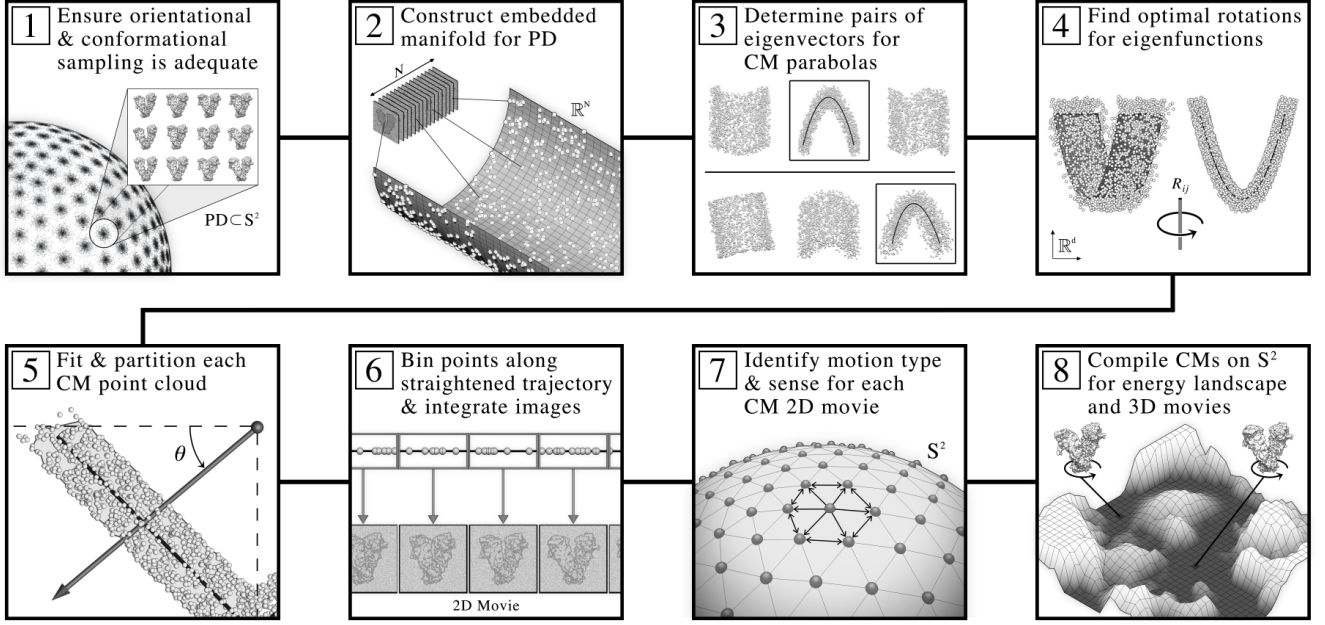 1
Ensure orientational
& conformational
sampling is adequate
PD⊂S²
2
Construct embedded
manifold for PD
N
ℝᴺ
3
Determine pairs of
eigenvectors for
CM parabolas
4
Find optimal rotations
for eigenfunctions
R_ij
ℝᵈ
5
Fit & partition each
CM point cloud
θ
6
Bin points along
straightened trajectory
& integrate images
2D Movie
7
Identify motion type
& sense for each
CM 2D movie
S²
8
Compile CMs on S²
for energy landscape
and 3D movies